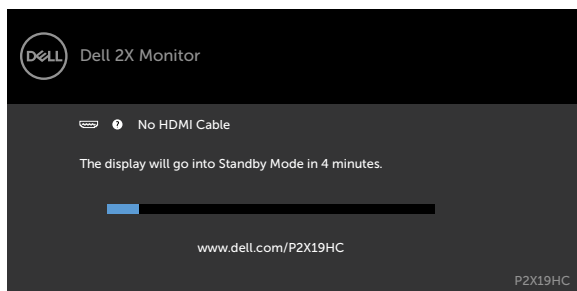 DELL
Dell 2X Monitor
? No HDMI Cable
The display will go into Standby Mode in 4 minutes.
www.dell.com/P2X19HC
P2X19HC